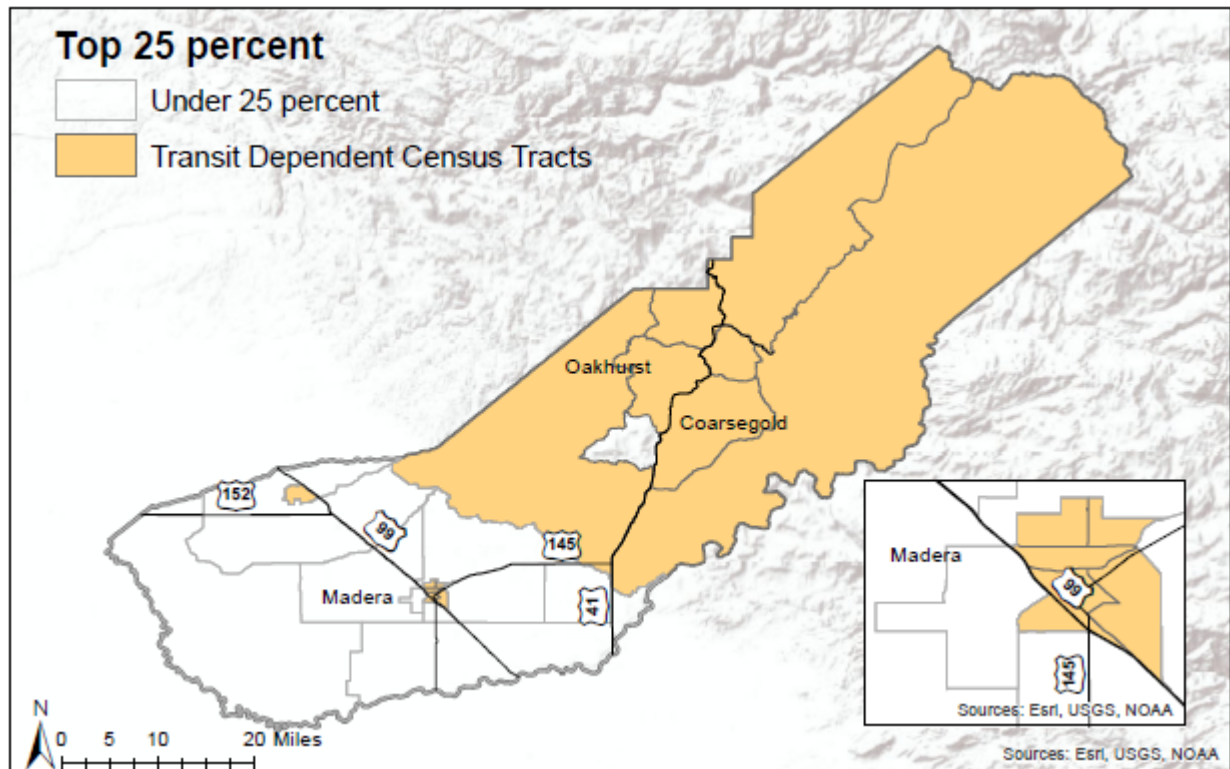 Top 25 percent
Under 25 percent
Transit Dependent Census Tracts
Oakhurst
Coarsegold
152
99
145
Madera
41
Madera
99
145
Sources: Esri, USGS, NOAA
N
0 5 10 20 Miles
Sources: Esri, USGS, NOAA